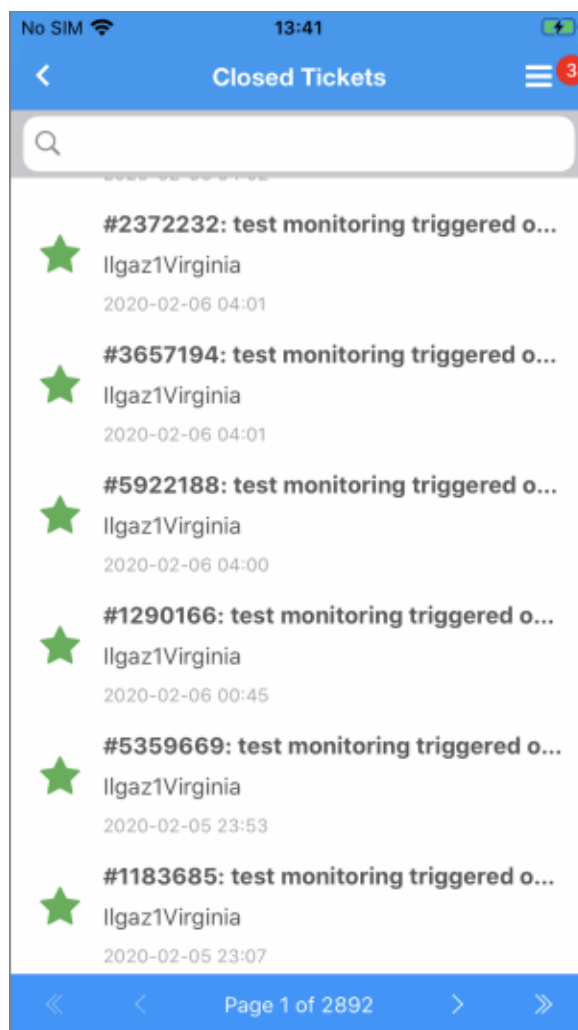 No SIM 13:41
Closed Tickets
3
#2372232: test monitoring triggered o...
Ilgaz1Virginia
2020-02-06 04:01
#3657194: test monitoring triggered o...
Ilgaz1Virginia
2020-02-06 04:01
#5922188: test monitoring triggered o...
Ilgaz1Virginia
2020-02-06 04:00
#1290166: test monitoring triggered o...
Ilgaz1Virginia
2020-02-06 00:45
#5359669: test monitoring triggered o...
Ilgaz1Virginia
2020-02-05 23:53
#1183685: test monitoring triggered o...
Ilgaz1Virginia
2020-02-05 23:07
Page 1 of 2892